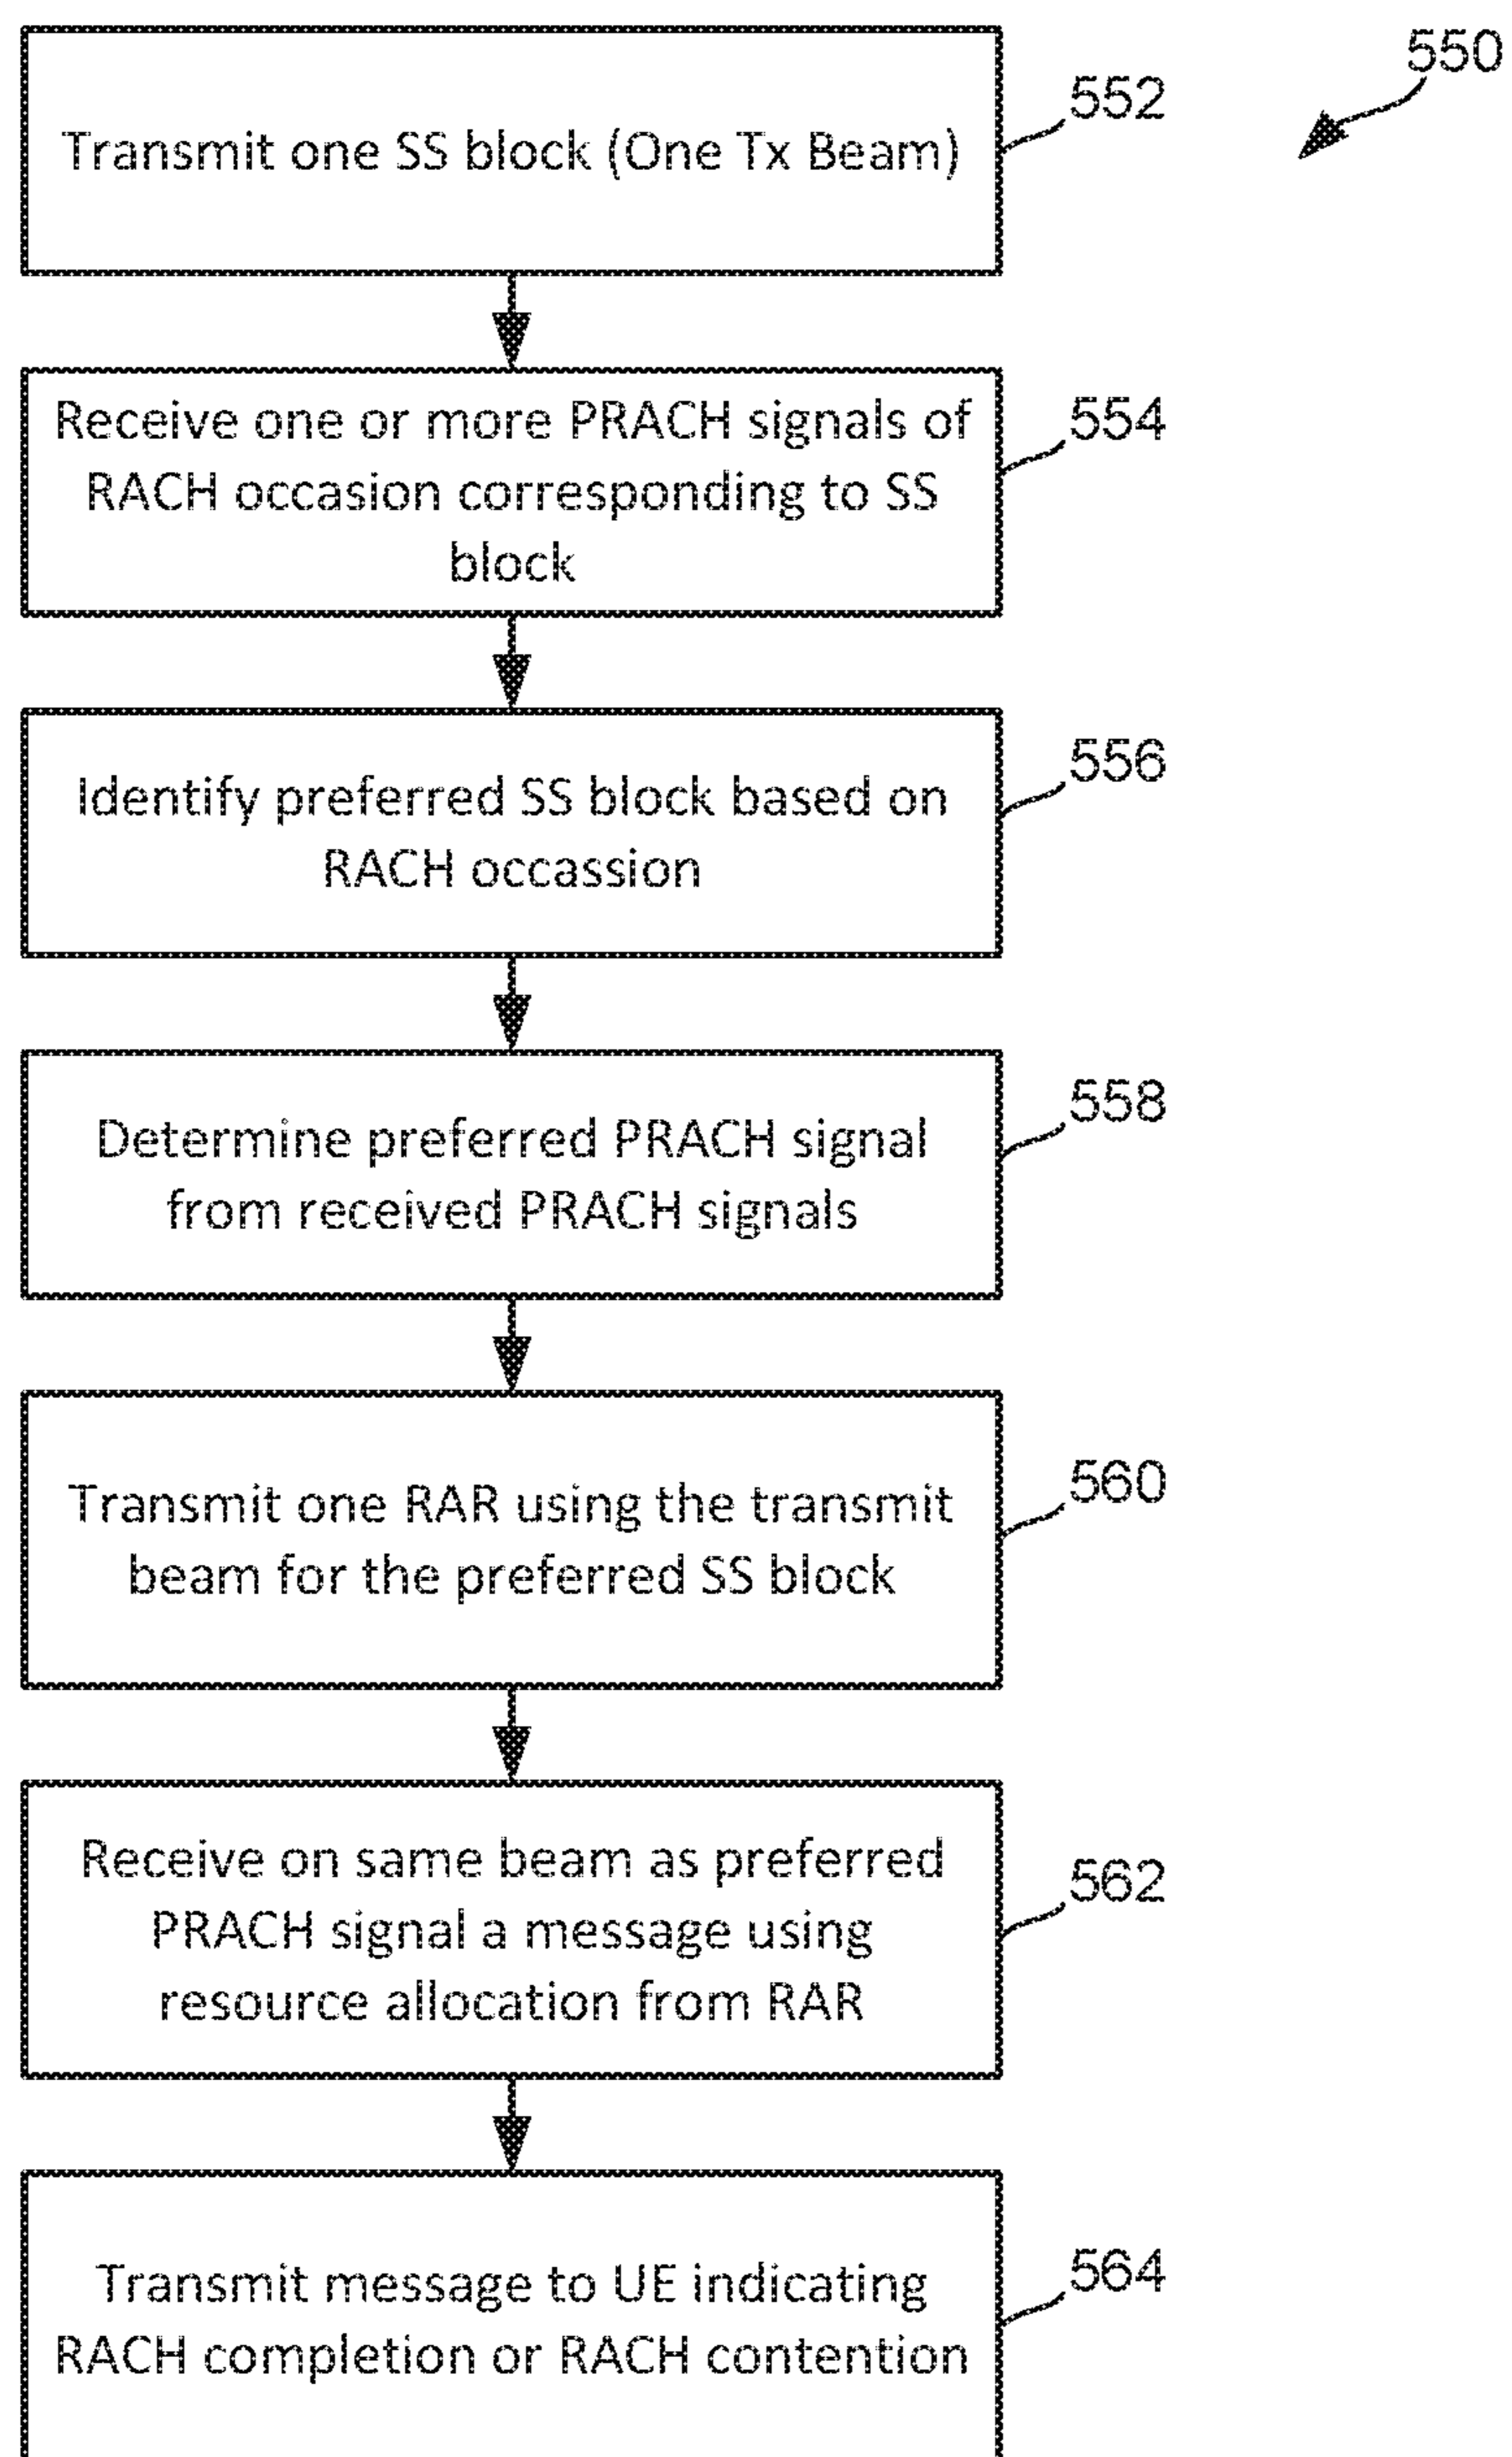 550
Transmit one SS block (One Tx Beam)
552
Receive one or more PRACH signals of
RACH occasion corresponding to SS
block
554
Identify preferred SS block based on
RACH occassion
556
Determine preferred PRACH signal
from received PRACH signals
558
Transmit one RAR using the transmit
beam for the preferred SS block
560
Receive on same beam as preferred
PRACH signal a message using
resource allocation from RAR
562
Transmit message to UE indicating
RACH completion or RACH contention
564